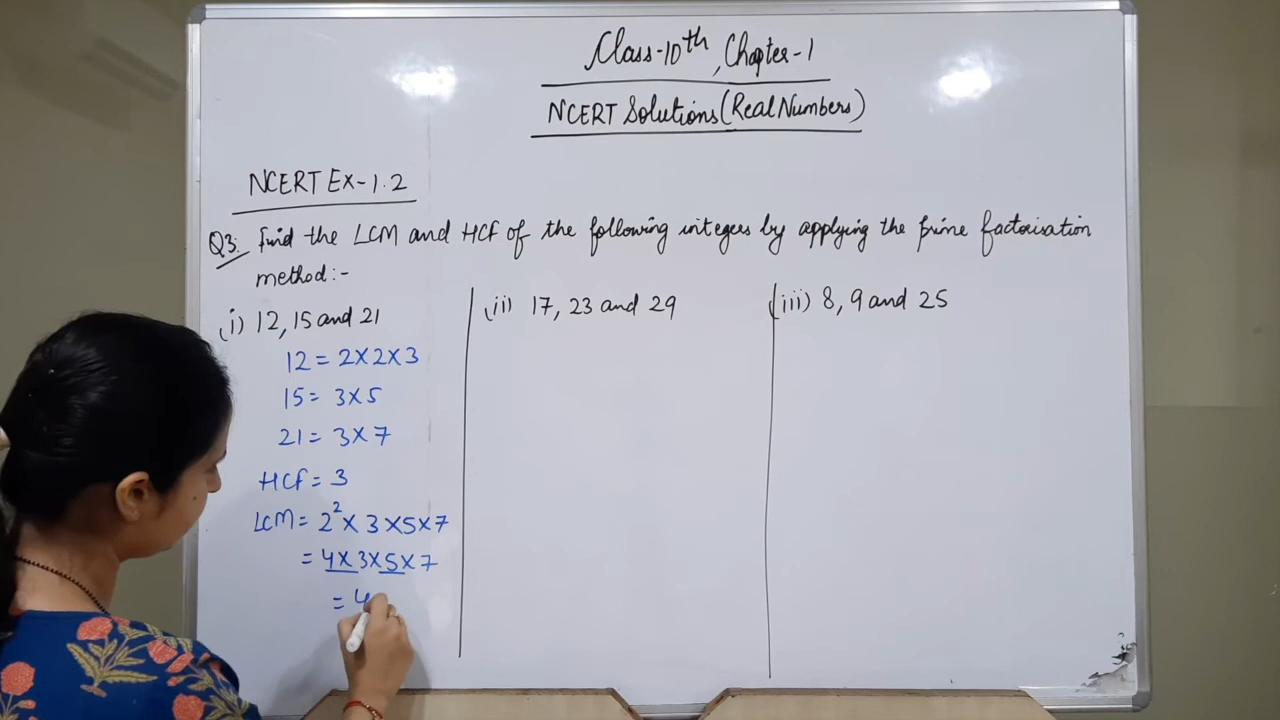 Class-10th, Chapter-1
NCERT Solutions (Real Numbers)
NCERT EX-1.2
Q3: Find the LCM and HCF of the following integers by applying the prime factorisation
method:-
(i) 12, 15 and 21
12 = 2×2×3
15 = 3×5
21 = 3×7
HCF = 3
LCM = 2²×3×5×7
= 4×3×5×7
= 4
(ii) 17, 23 and 29
(iii) 8, 9 and 25